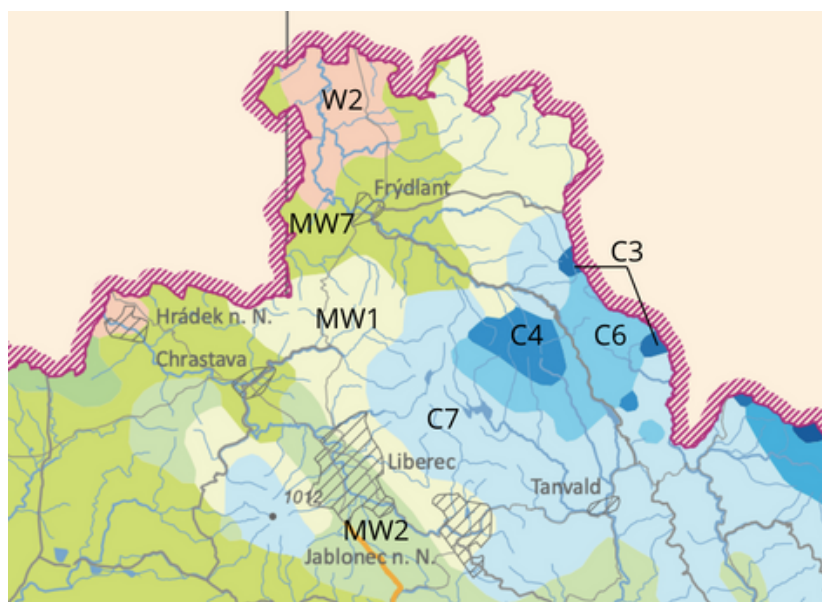 W2
Frýdlant
MW7
C3
Hrádek n. N.
MW1
C4
C6
Chrastava
C7
Liberec
Tanvald
1012
MW2
Jablonec n. N.